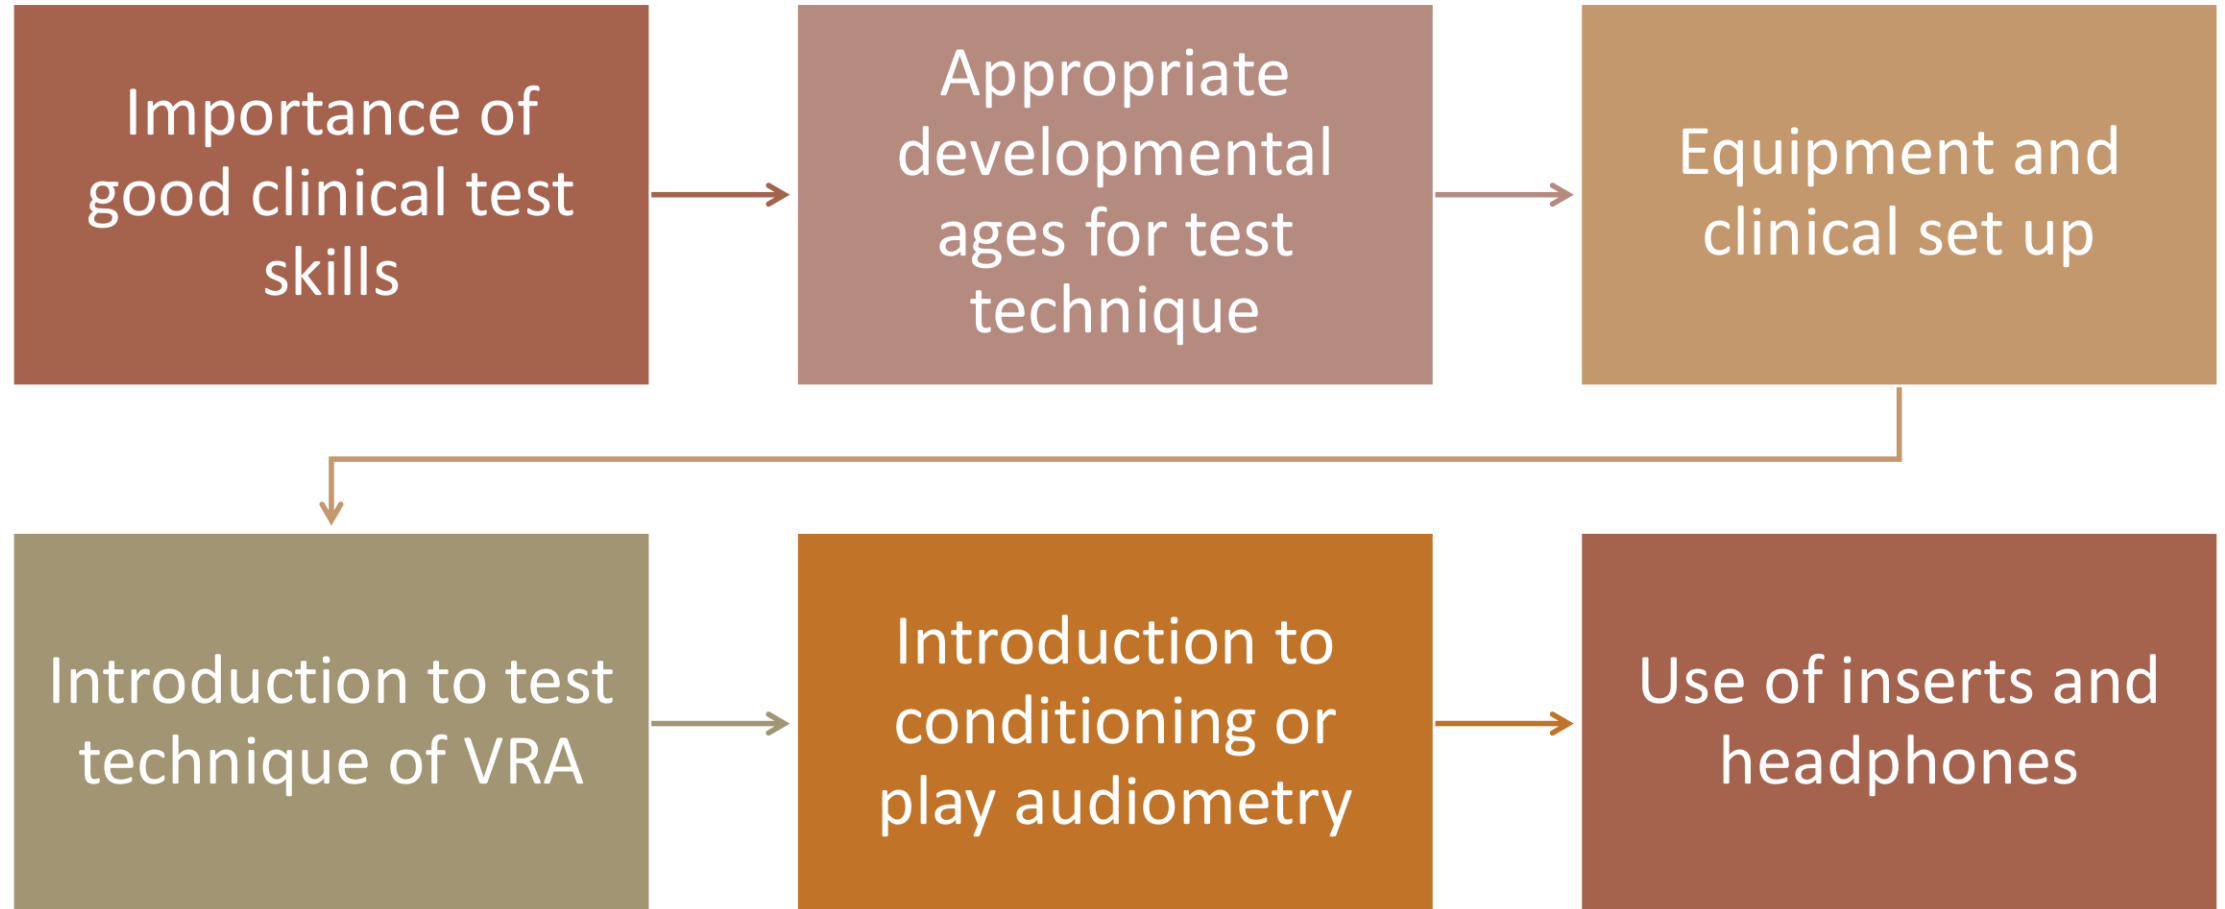 Importance of
good clinical test
skills
Appropriate
developmental
ages for test
technique
Equipment and
clinical set up
Introduction to test
technique of VRA
Introduction to
conditioning or
play audiometry
Use of inserts and
headphones